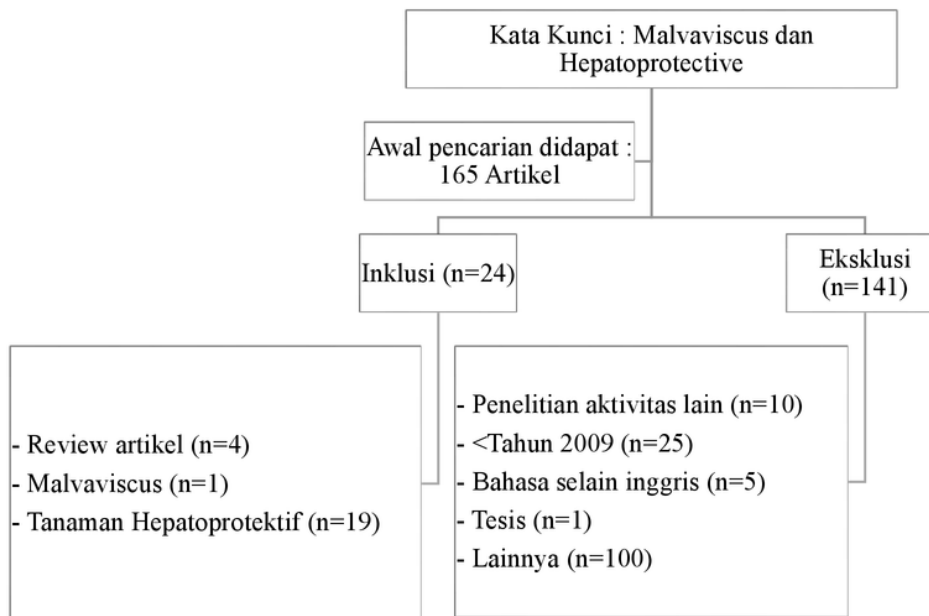 Kata Kunci : Malvaviscus dan
Hepatoprotective
Awal pencarian didapat :
165 Artikel
Inklusi (n=24)
Eksklusi
(n=141)
- Review artikel (n=4)
- Malvaviscus (n=1)
- Tanaman Hepatoprotektif (n=19)
- Penelitian aktivitas lain (n=10)
- <Tahun 2009 (n=25)
- Bahasa selain inggris (n=5)
- Tesis (n=1)
- Lainnya (n=100)